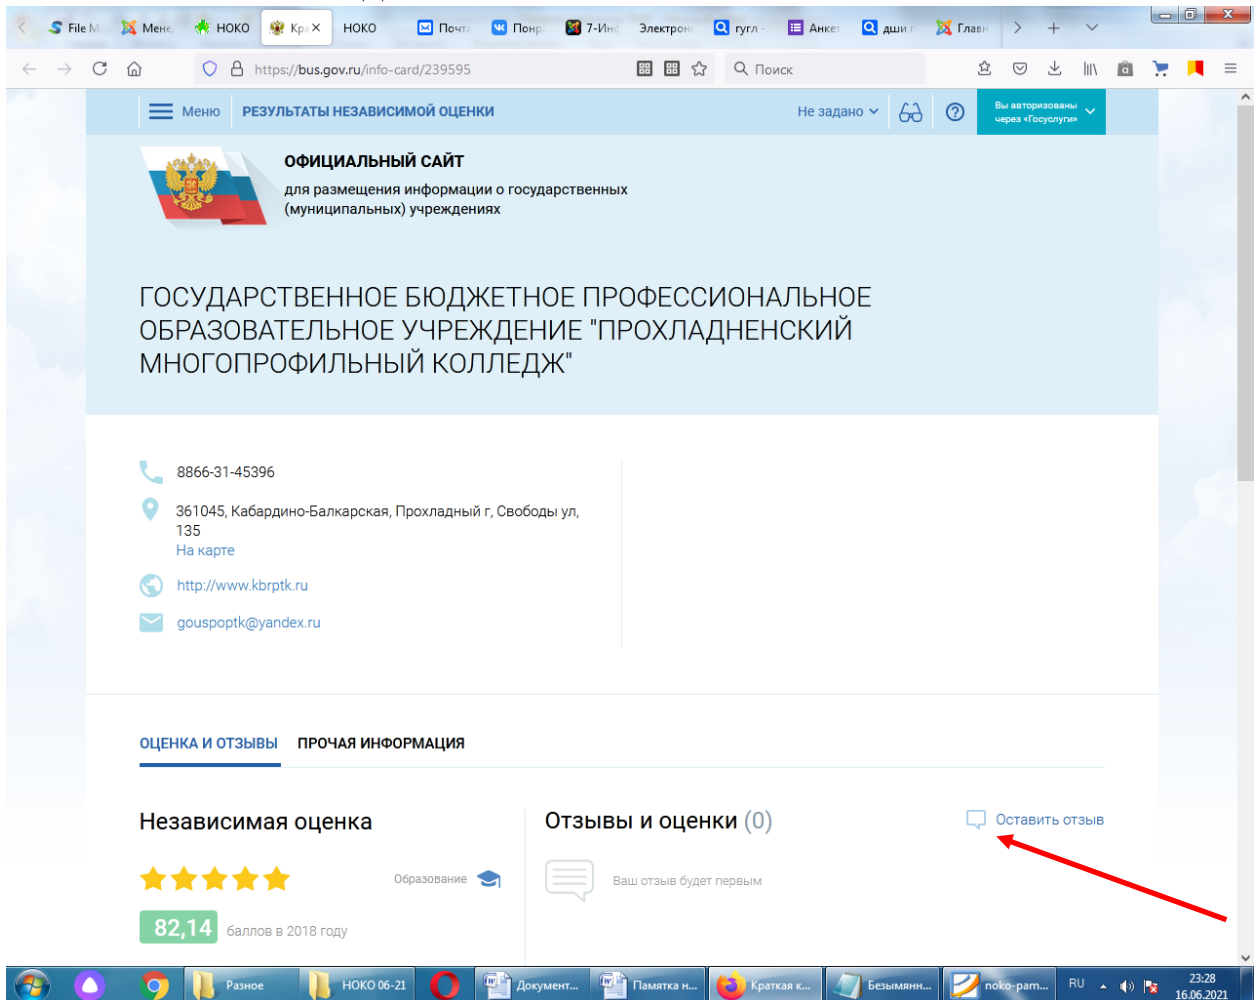 File M
Мене,
НОКО
Кра
НОКО
Почта
Понр
7-Инф
Электрон
гугл -
Анкет
дши п
Главн
https://bus.gov.ru/info-card/239595
Поиск
Меню
РЕЗУЛЬТАТЫ НЕЗАВИСИМОЙ ОЦЕНКИ
Не задано
Вы авторизованы
через «Госуслуги»
ОФИЦИАЛЬНЫЙ САЙТ
для размещения информации о государственных
(муниципальных) учреждениях
ГОСУДАРСТВЕННОЕ БЮДЖЕТНОЕ ПРОФЕССИОНАЛЬНОЕ
ОБРАЗОВАТЕЛЬНОЕ УЧРЕЖДЕНИЕ "ПРОХЛАДНЕНСКИЙ
МНОГОПРОФИЛЬНЫЙ КОЛЛЕДЖ"
8866-31-45396
361045, Кабардино-Балкарская, Прохладный г, Свободы ул,
135
На карте
http://www.kbrptk.ru
gouspoptk@yandex.ru
ОЦЕНКА И ОТЗЫВЫ
ПРОЧАЯ ИНФОРМАЦИЯ
Независимая оценка
Образование
82,14 баллов в 2018 году
Отзывы и оценки (0)
Оставить отзыв
Ваш отзыв будет первым
Разное
НОКО 06-21
Документ...
Памятка н...
Краткая к...
Безымянн...
noko-pam...
RU
23:28
16.06.2021